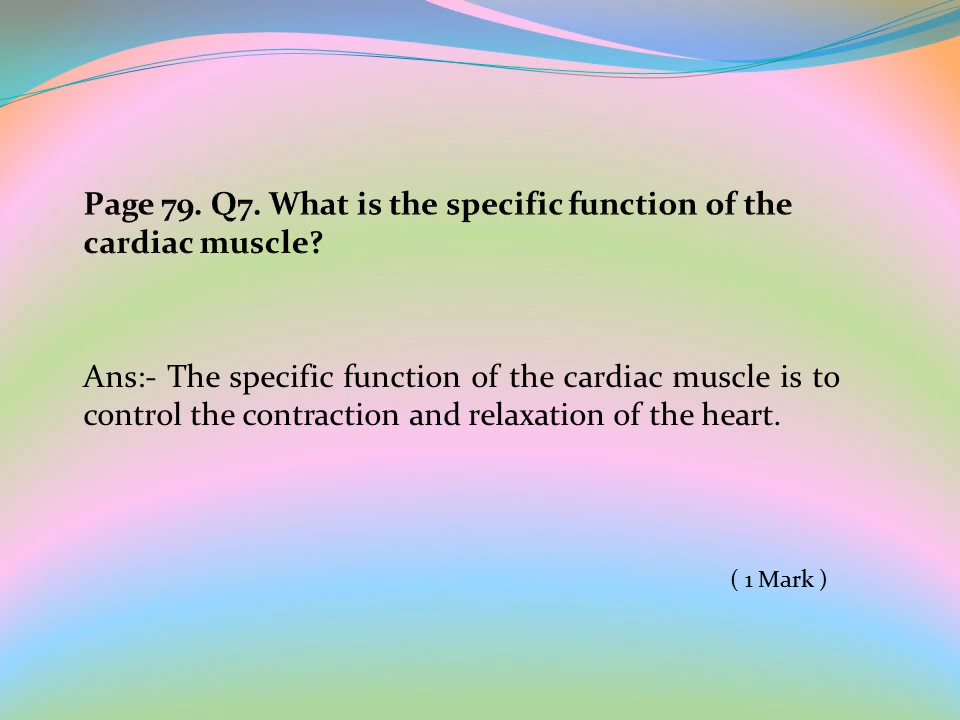 Page 79. Q7. What is the specific function of the
cardiac muscle?
Ans:- The specific function of the cardiac muscle is to
control the contraction and relaxation of the heart.
( 1 Mark )